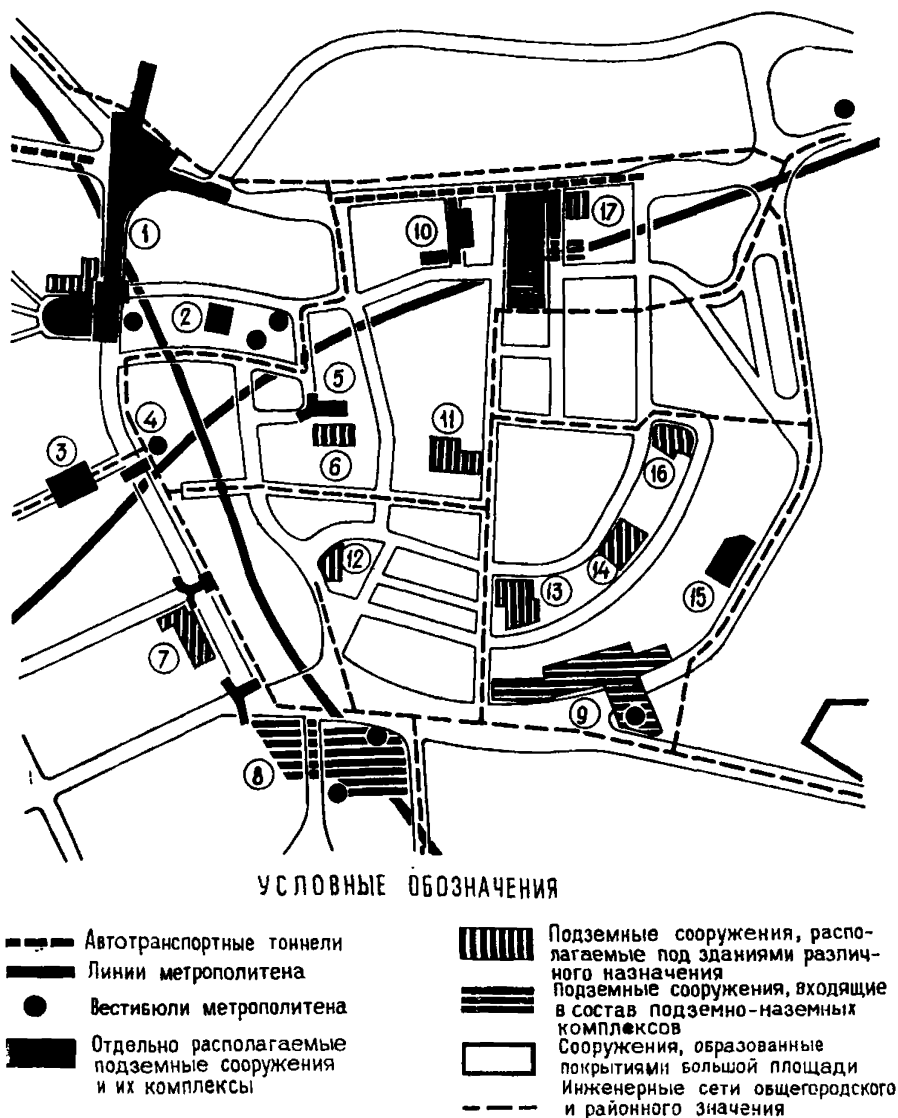 10
17
1
2
5
4
11
3
6
16
12
14
13
15
7
9
8
УСЛОВНЫЕ ОБОЗНАЧЕНИЯ
Автотранспортные тоннели
Линии метрополитена
Вестибюли метрополитена
Отдельно располагаемые
подземные сооружения
и их комплексы
Подземные сооружения, распо-
лагаемые под зданиями различ-
ного назначения
Подземные сооружения, входящие
в состав подземно-наземных
комплексов
Сооружения, образованные
покрытиями большой площади
Инженерные сети общегородского
и районного значения